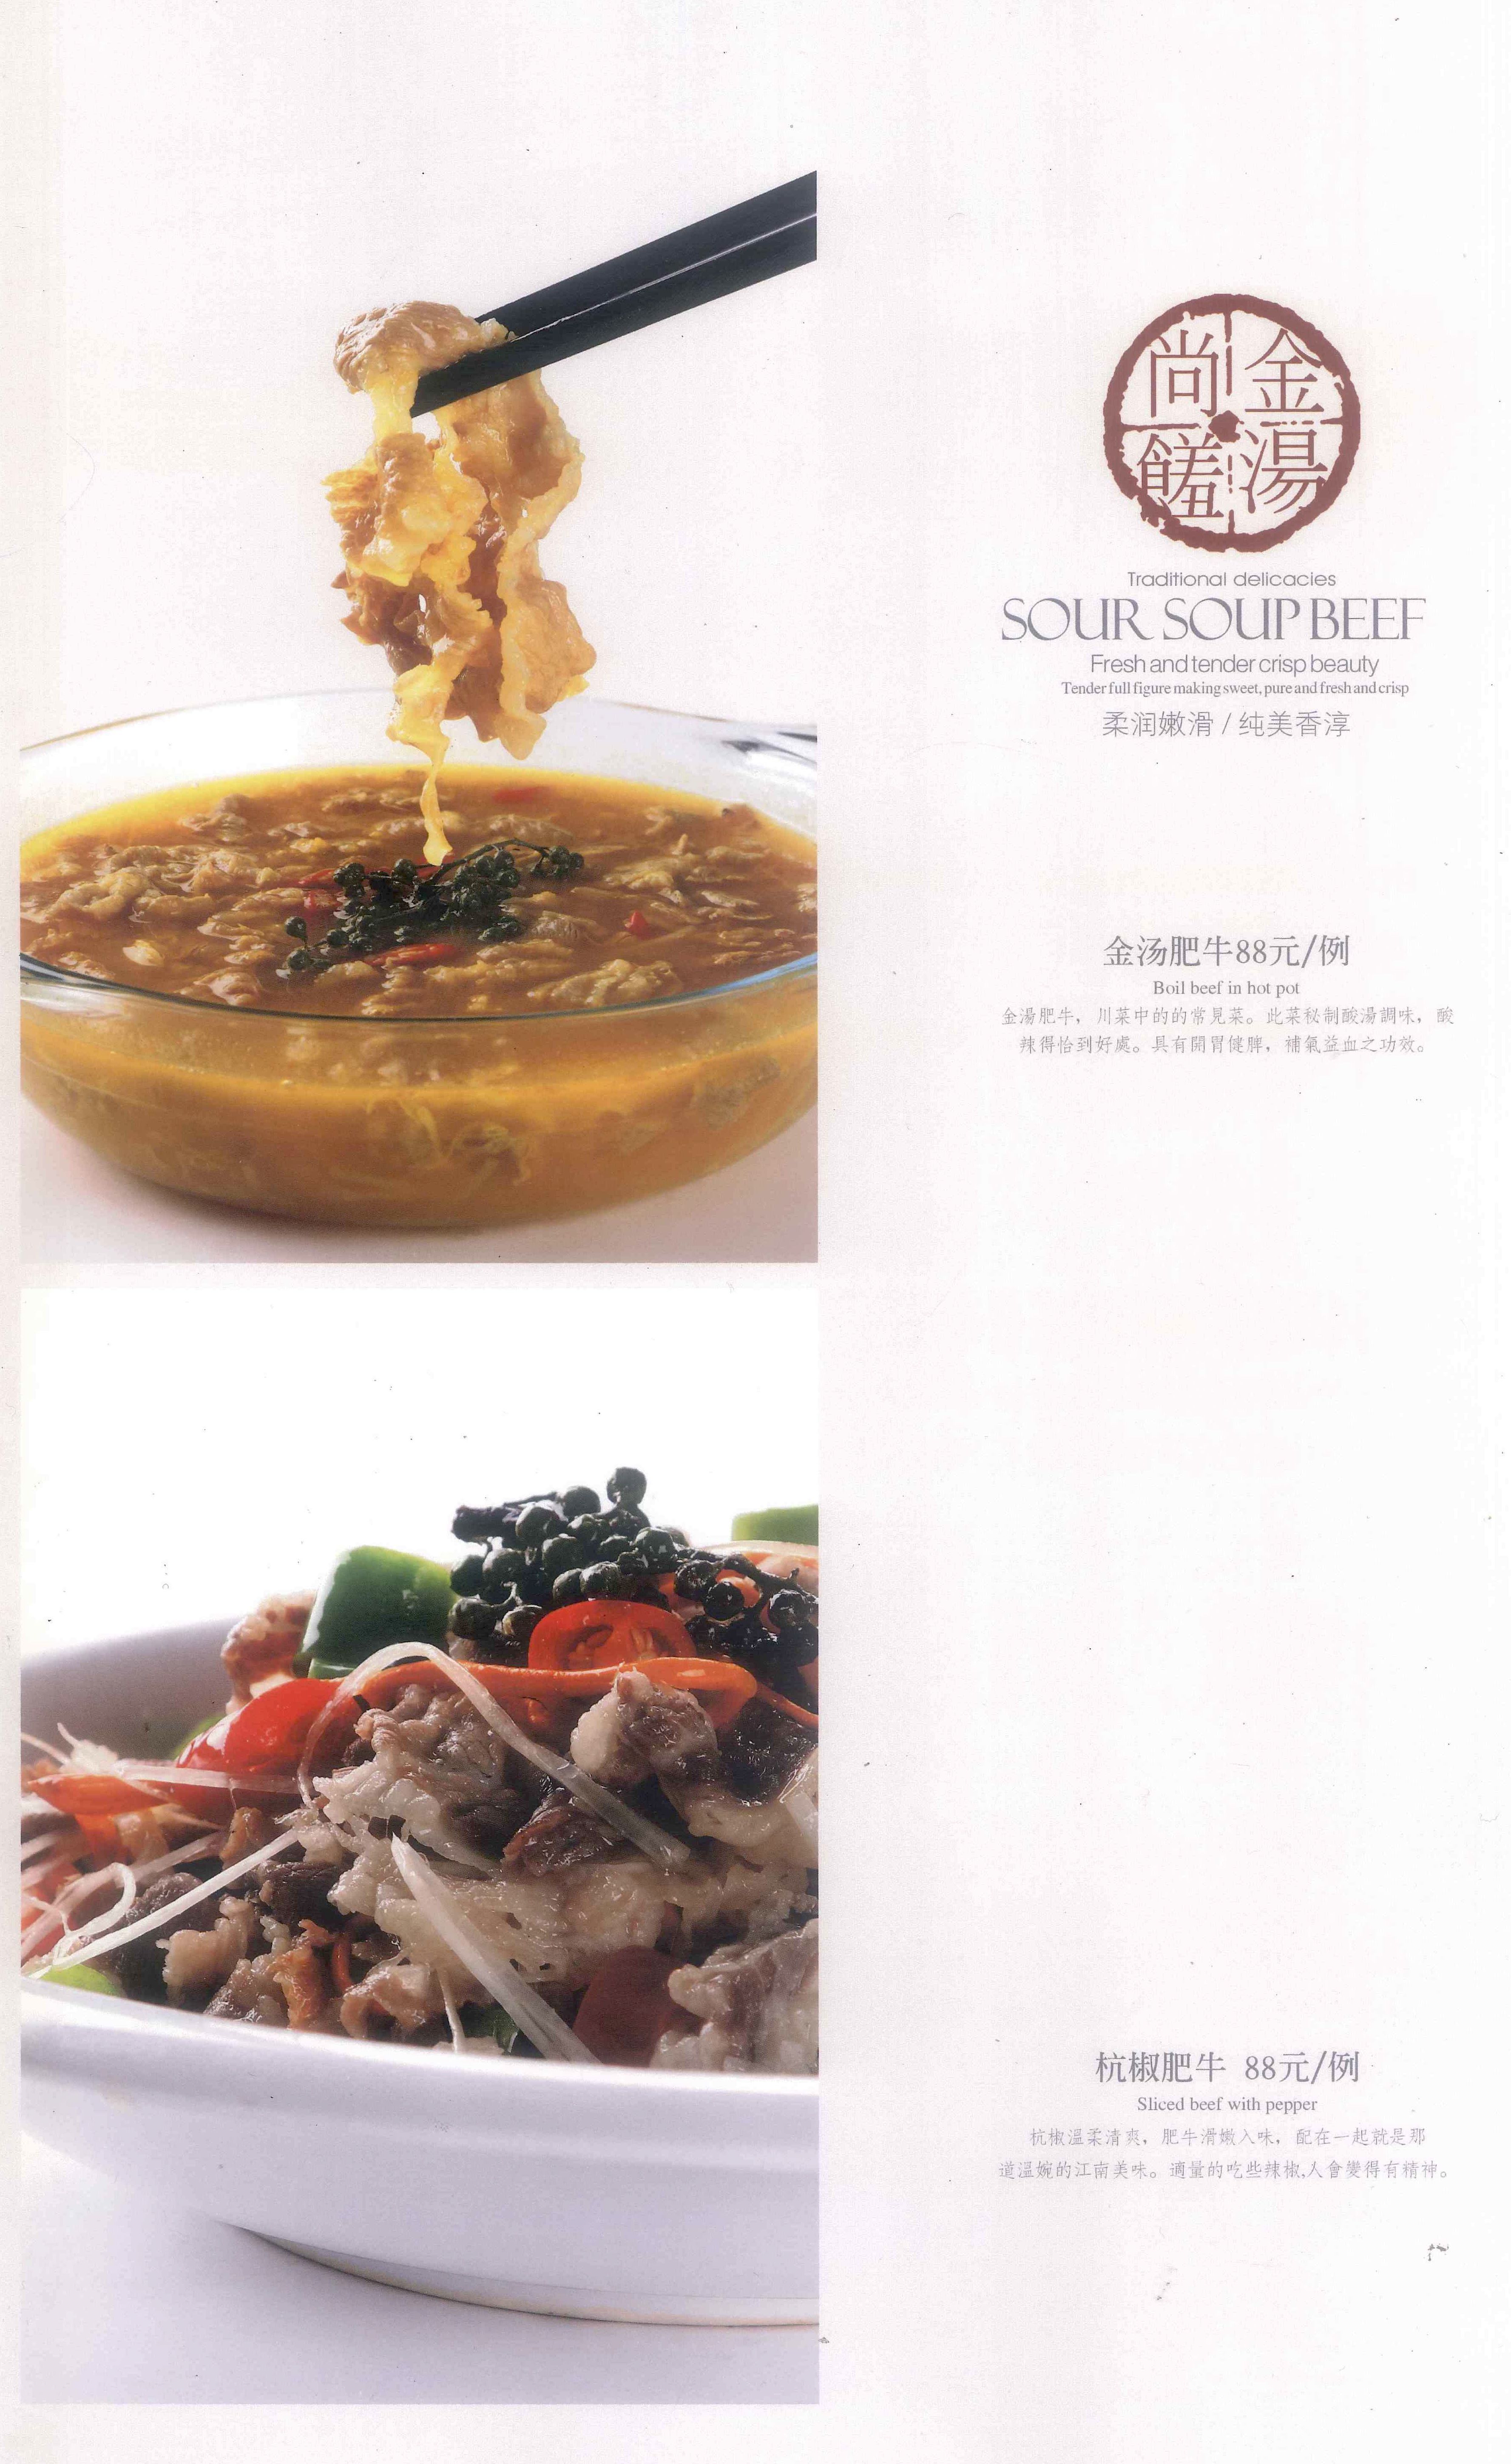 金湯
尚饈
Traditional delicacies
SOUR SOUP BEEF
Fresh and tender crisp beauty
Tender full figure making sweet, pure and fresh and crisp
柔润嫩滑 / 纯美香淳
金汤肥牛88元/例
Boil beef in hot pot
金湯肥牛，川菜中的的常見菜。此菜秘制酸湯調味，酸
辣得恰到好處。具有開胃健脾，補氣益血之功效。
杭椒肥牛 88元/例
Sliced beef with pepper
杭椒溫柔清爽，肥牛滑嫩入味，配在一起就是那
道溫婉的江南美味。適量的吃些辣椒,人會變得有精神。